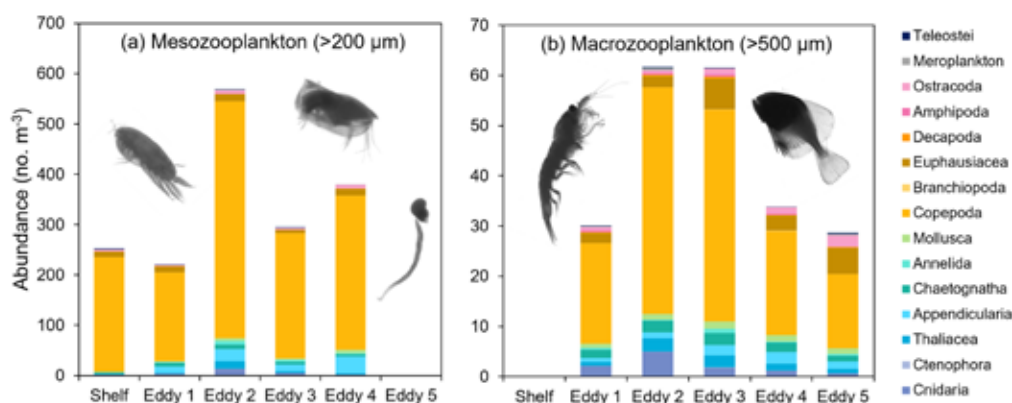 (a) Mesozooplankton (>200 µm)
Abundance (no. m-3)
700
600
500
400
300
200
100
0
Shelf Eddy 1 Eddy 2 Eddy 3 Eddy 4 Eddy 5
(b) Macrozooplankton (>500 µm)
70
60
50
40
30
20
10
0
Shelf Eddy 1 Eddy 2 Eddy 3 Eddy 4 Eddy 5
Teleostei
Meroplankton
Ostracoda
Amphipoda
Decapoda
Euphausiacea
Branchiopoda
Copepoda
Mollusca
Annelida
Chaetognatha
Appendicularia
Thaliacea
Ctenophora
Cnidaria